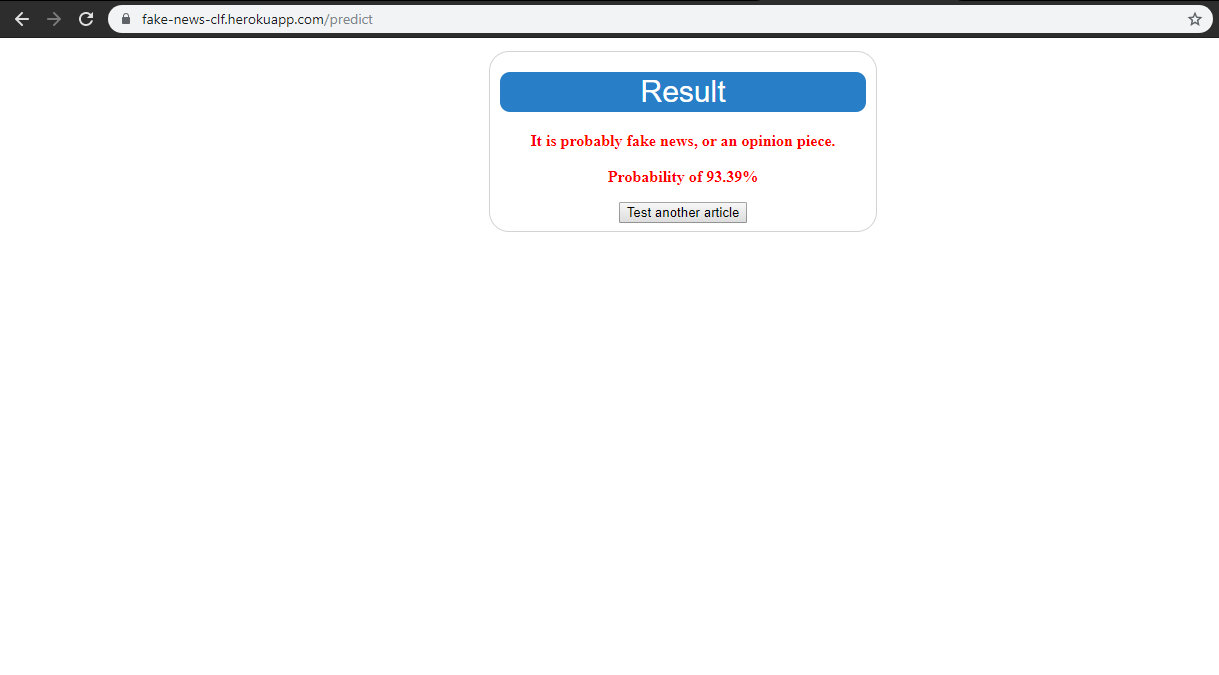 fake-news-clf.herokuapp.com/predict
Result
It is probably fake news, or an opinion piece.
Probability of 93.39%
Test another article